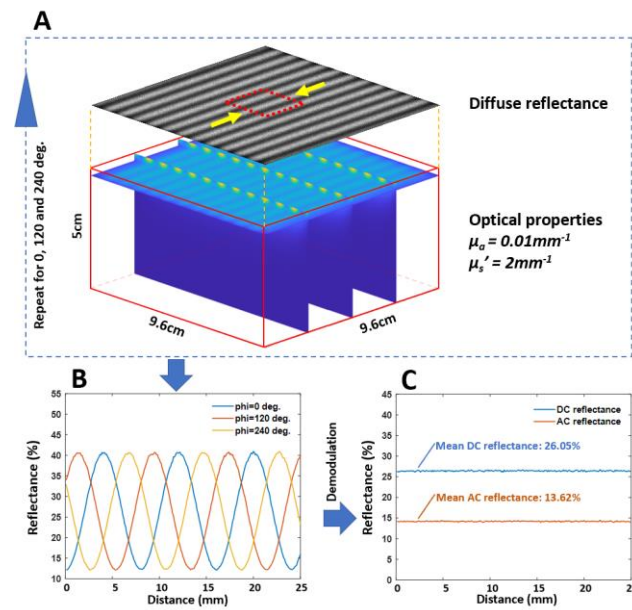 A
Diffuse reflectance
Repeat for 0, 120 and 240 deg.
5cm
Optical properties
μa = 0.01mm-1
μs' = 2mm-1
9.6cm
9.6cm
B
55
50
45
40
35
30
25
20
15
10
0
5
10
15
20
25
Reflectance (%)
Distance (mm)
phi=0 deg.
phi=120 deg.
phi=240 deg.
Demodulation
C
45
40
35
30
25
20
15
10
5
0
0
5
10
15
20
25
Reflectance (%)
Distance (mm)
DC reflectance
AC reflectance
Mean DC reflectance: 26.05%
Mean AC reflectance: 13.62%